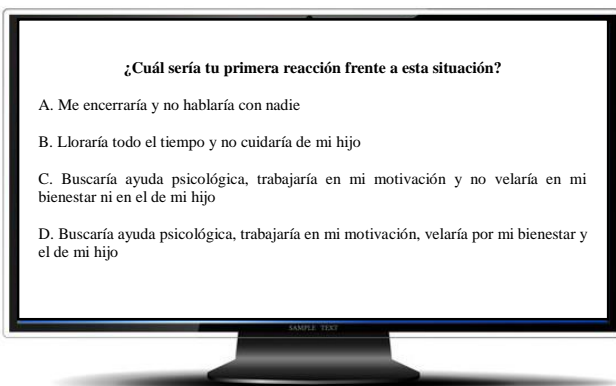 ¿Cuál sería tu primera reacción frente a esta situación?
A. Me encerraría y no hablaría con nadie
B. Lloraría todo el tiempo y no cuidaría de mi hijo
C. Buscaría ayuda psicológica, trabajaría en mi motivación y no velaría en mi
bienestar ni en el de mi hijo
D. Buscaría ayuda psicológica, trabajaría en mi motivación, velaría por mi bienestar y
el de mi hijo
SAMPLE TEXT